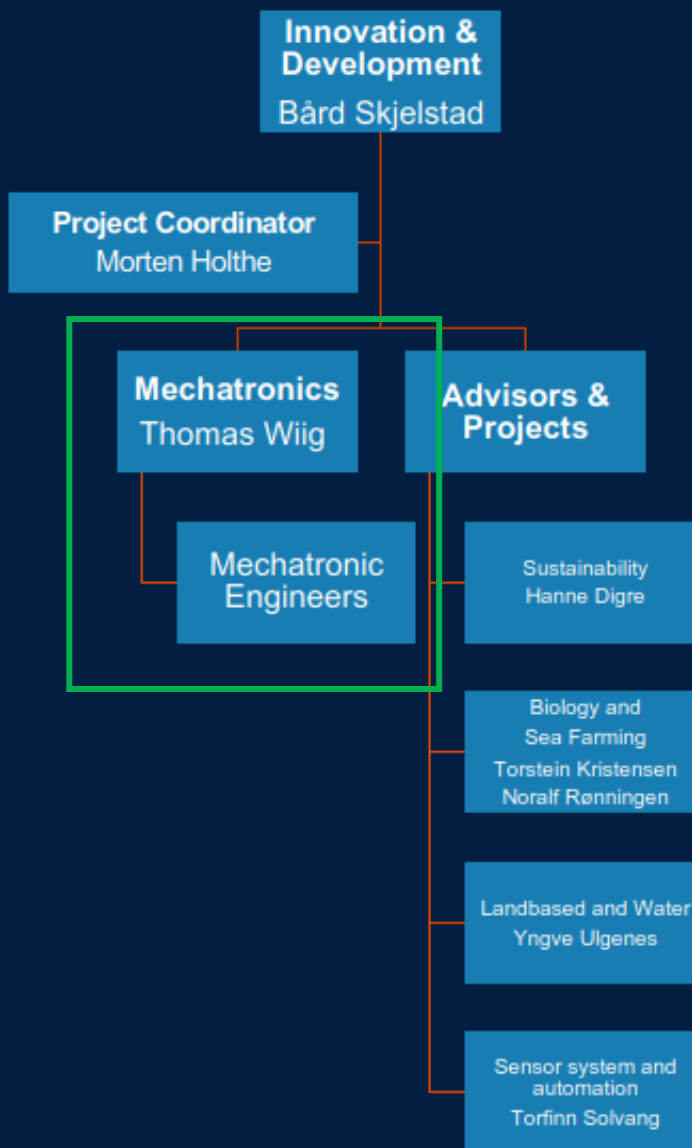 Innovation &
Development
Bård Skjelstad
Project Coordinator
Morten Holthe
Mechatronics
Thomas Wiig
Advisors &
Projects
Mechatronic
Engineers
Sustainability
Hanne Digre
Biology and
Sea Farming
Torstein Kristensen
Noralf Rønningen
Landbased and Water
Yngve Ulgenes
Sensor system and
automation
Torfinn Solvang